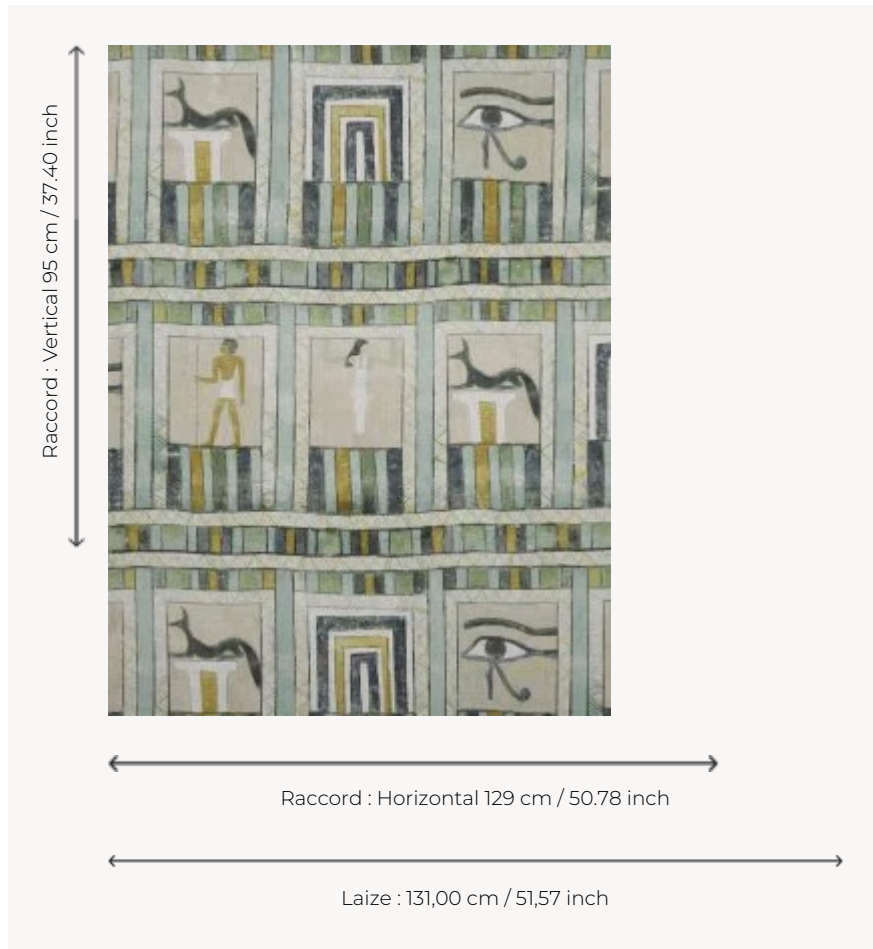 Raccord : Vertical 95 cm / 37.40 inch
Raccord : Horizontal 129 cm / 50.78 inch
Laize : 131,00 cm / 51,57 inch